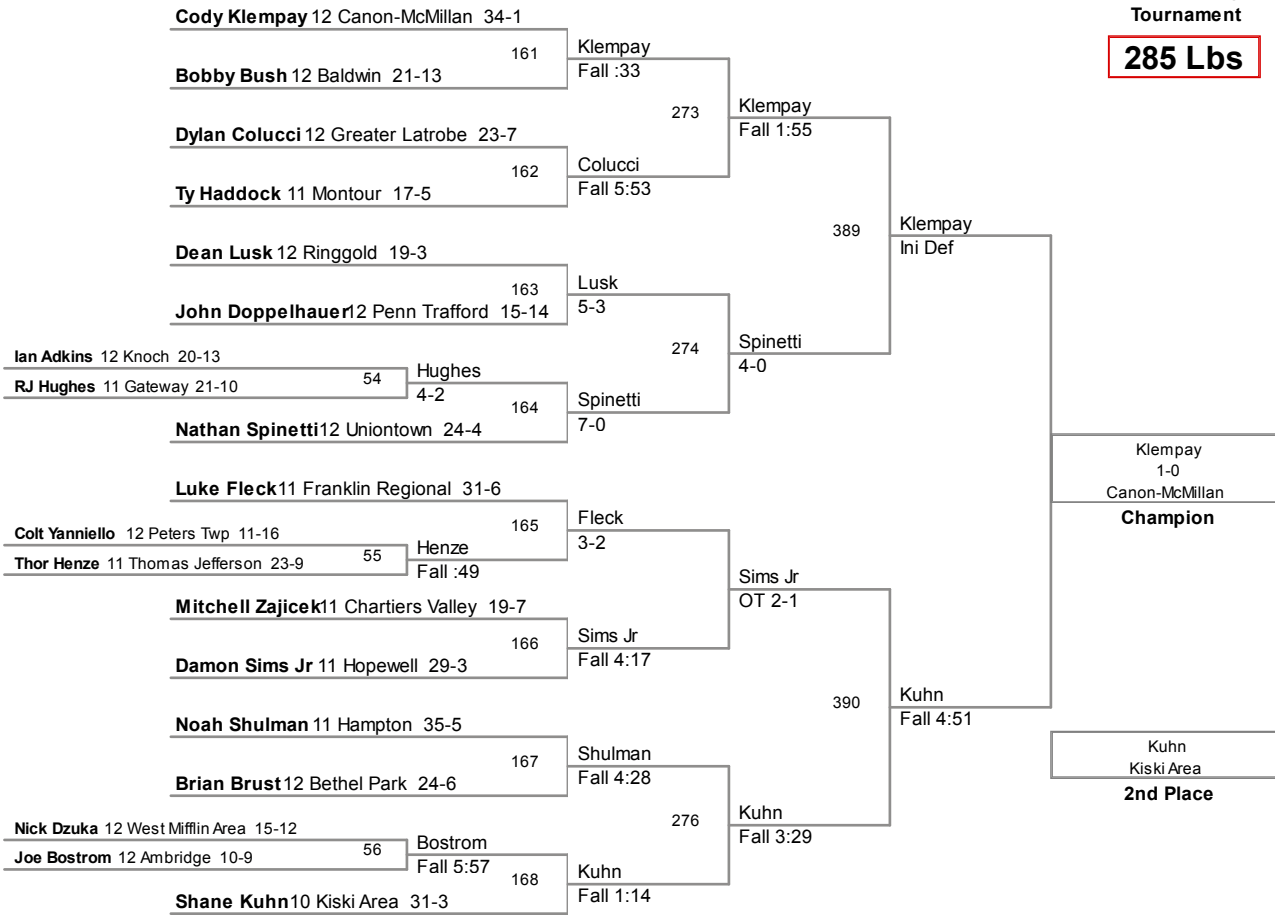 Tournament
285 Lbs
Cody Klempay 12 Canon-McMillan 34-1
161
Klempay
Fall :33
Bobby Bush 12 Baldwin 21-13
273
Klempay
Fall 1:55
Dylan Colucci 12 Greater Latrobe 23-7
162
Colucci
Fall 5:53
Ty Haddock 11 Montour 17-5
389
Klempay
Ini Def
Dean Lusk 12 Ringgold 19-3
163
Lusk
5-3
John Doppelhauer 12 Penn Trafford 15-14
274
Spinetti
4-0
Ian Adkins 12 Knoch 20-13
54
Hughes
4-2
RJ Hughes 11 Gateway 21-10
164
Spinetti
7-0
Nathan Spinetti 12 Uniontown 24-4
Klempay
1-0
Canon-McMillan
Champion
Luke Fleck 11 Franklin Regional 31-6
165
Fleck
3-2
Colt Yanniello 12 Peters Twp 11-16
55
Henze
Fall :49
Thor Henze 11 Thomas Jefferson 23-9
Sims Jr
OT 2-1
Mitchell Zajicek 11 Chartiers Valley 19-7
166
Sims Jr
Fall 4:17
Damon Sims Jr 11 Hopewell 29-3
390
Kuhn
Fall 4:51
Noah Shulman 11 Hampton 35-5
167
Shulman
Fall 4:28
Brian Brust 12 Bethel Park 24-6
Kuhn
Kiski Area
2nd Place
276
Kuhn
Fall 3:29
Nick Dzuka 12 West Mifflin Area 15-12
56
Bostrom
Fall 5:57
Joe Bostrom 12 Ambridge 10-9
168
Kuhn
Fall 1:14
Shane Kuhn 10 Kiski Area 31-3